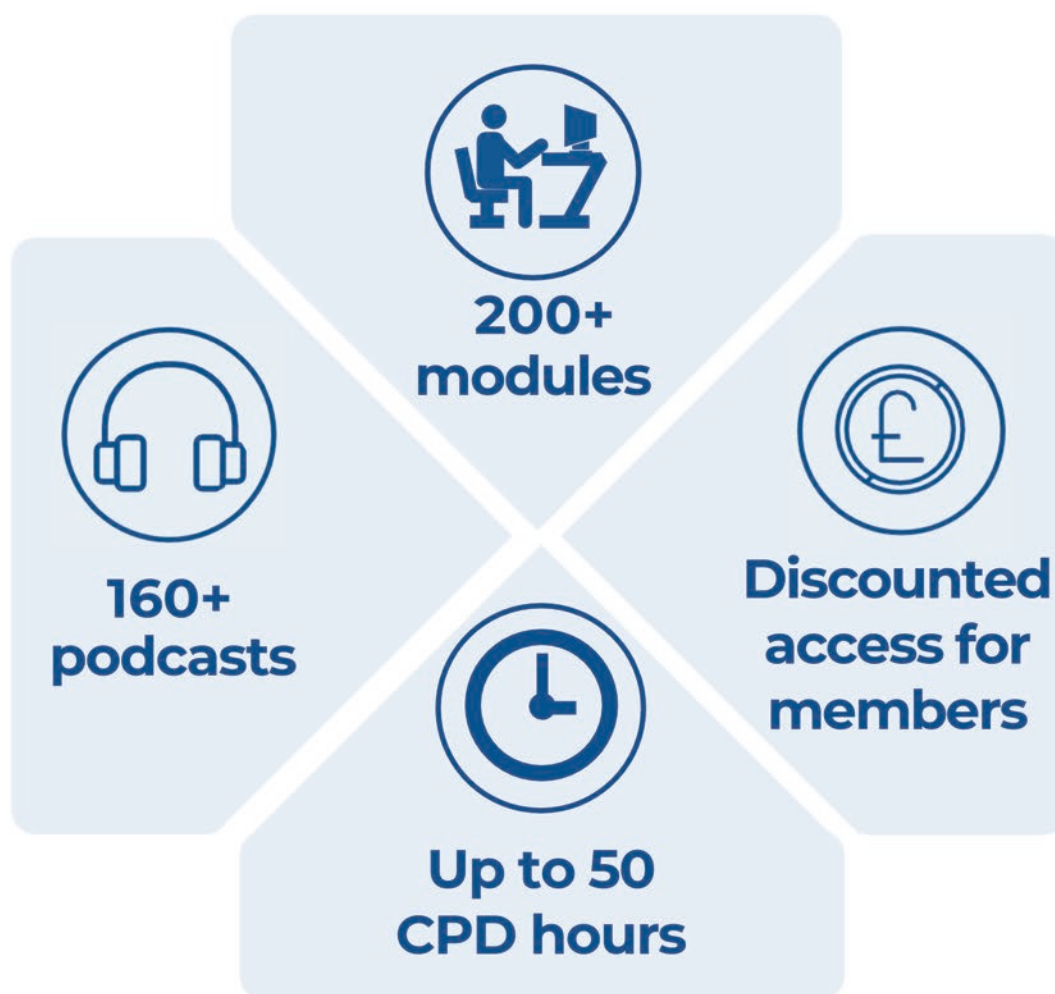 200+
modules
160+
podcasts
Discounted
access for
members
Up to 50
CPD hours